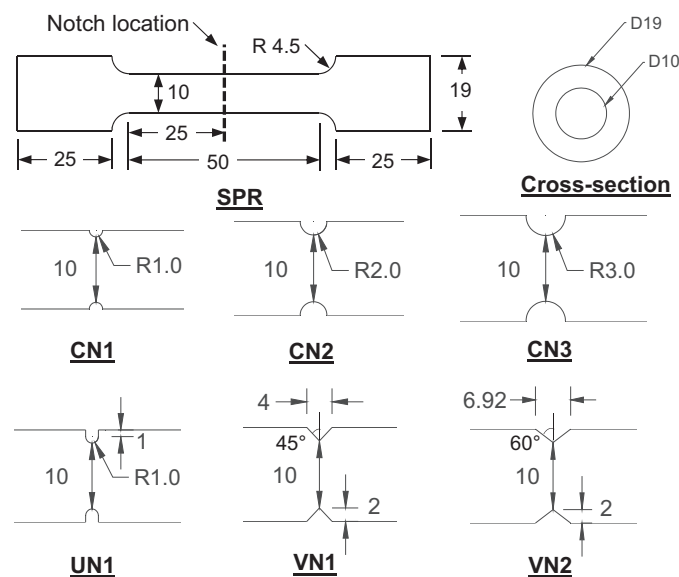 Notch location
R 4.5
D19
D10
10
19
25
25
50
25
SPR
Cross-section
10
R1.0
CN1
10
R2.0
CN2
10
R3.0
CN3
1
10
R1.0
UN1
4
45°
10
2
VN1
6.92
60°
10
2
VN2